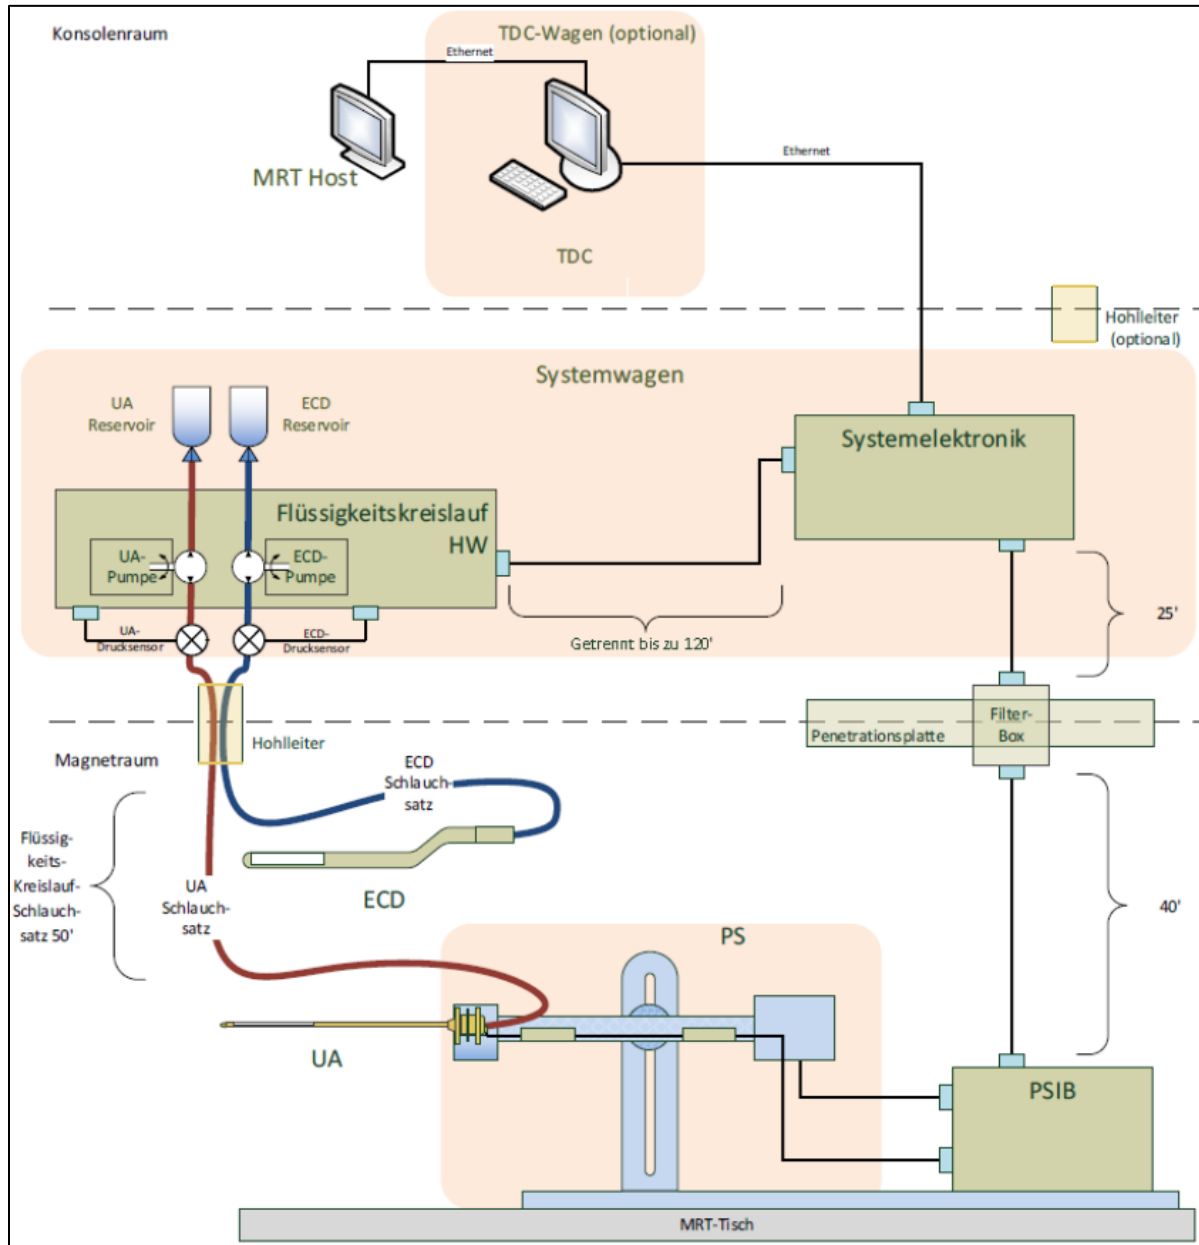 Konsolenraum
TDC-Wagen (optional)
Ethernet
MRT Host
Ethernet
TDC
Hohlleiter
(optional)
Systemwagen
UA
Reservoir
ECD
Reservoir
Systemelektronik
Flüssigkeitskreislauf
HW
UA-
Pumpe
ECD-
Pumpe
UA-
Drucksensor
ECD-
Drucksensor
Getrennt bis zu 120'
25'
Filter-
Box
Penetrationsplatte
Hohlleiter
Magnetraum
ECD
Schlauch-
satz
Flüssig-
keits-
Kreislauf-
Schlauch-
satz 50'
UA
Schlauch-
satz
ECD
40'
PS
UA
PSIB
MRT-Tisch